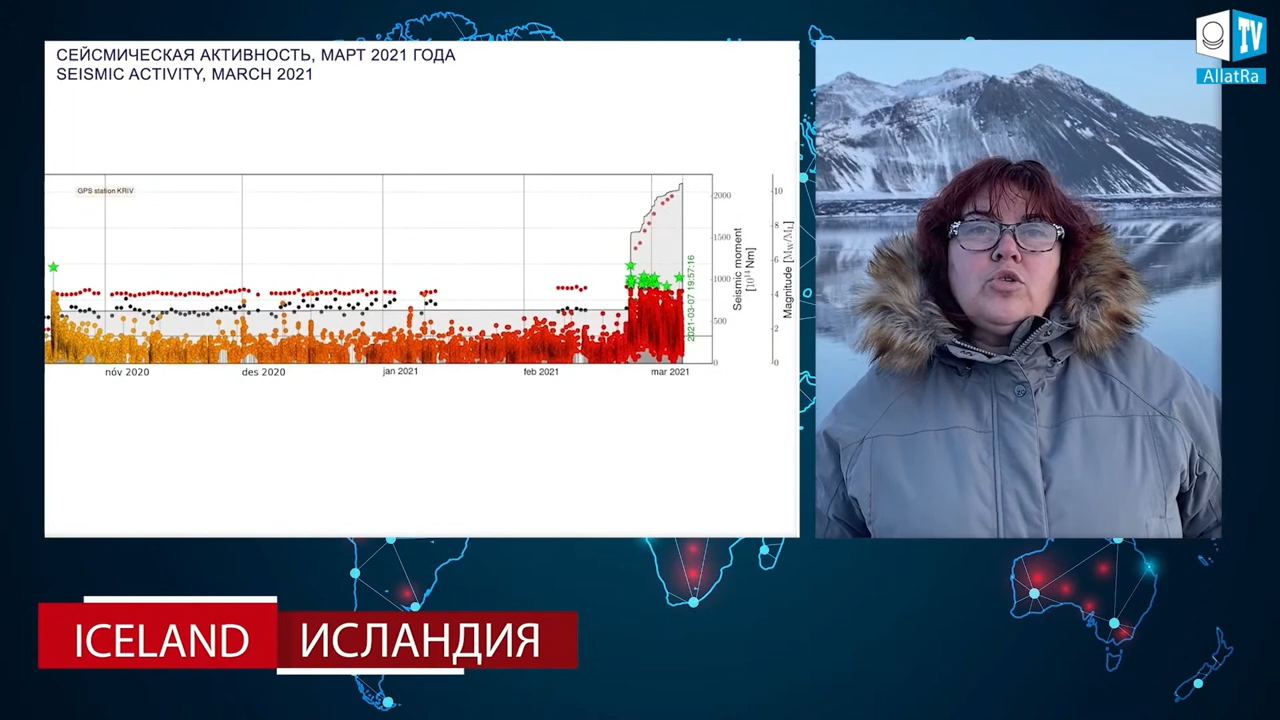 СЕЙСМИЧЕСКАЯ АКТИВНОСТЬ, МАРТ 2021 ГОДА
SEISMIC ACTIVITY, MARCH 2021
TV
AllatRa
GPS station KRIV
2000
1500
1000
500
0
Seismic moment
[10¹⁴ Nm]
10
8
6
4
2
0
Magnitude [M_W/M_L]
2021-03-07 19:57:16
nóv 2020
des 2020
jan 2021
feb 2021
mar 2021
ICELAND
ИСЛАНДИЯ